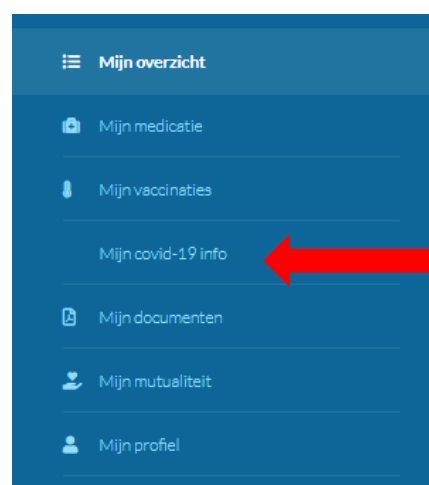 Mijn overzicht
Mijn medicatie
Mijn vaccinaties
Mijn covid-19 info
Mijn documenten
Mijn mutualiteit
Mijn profiel